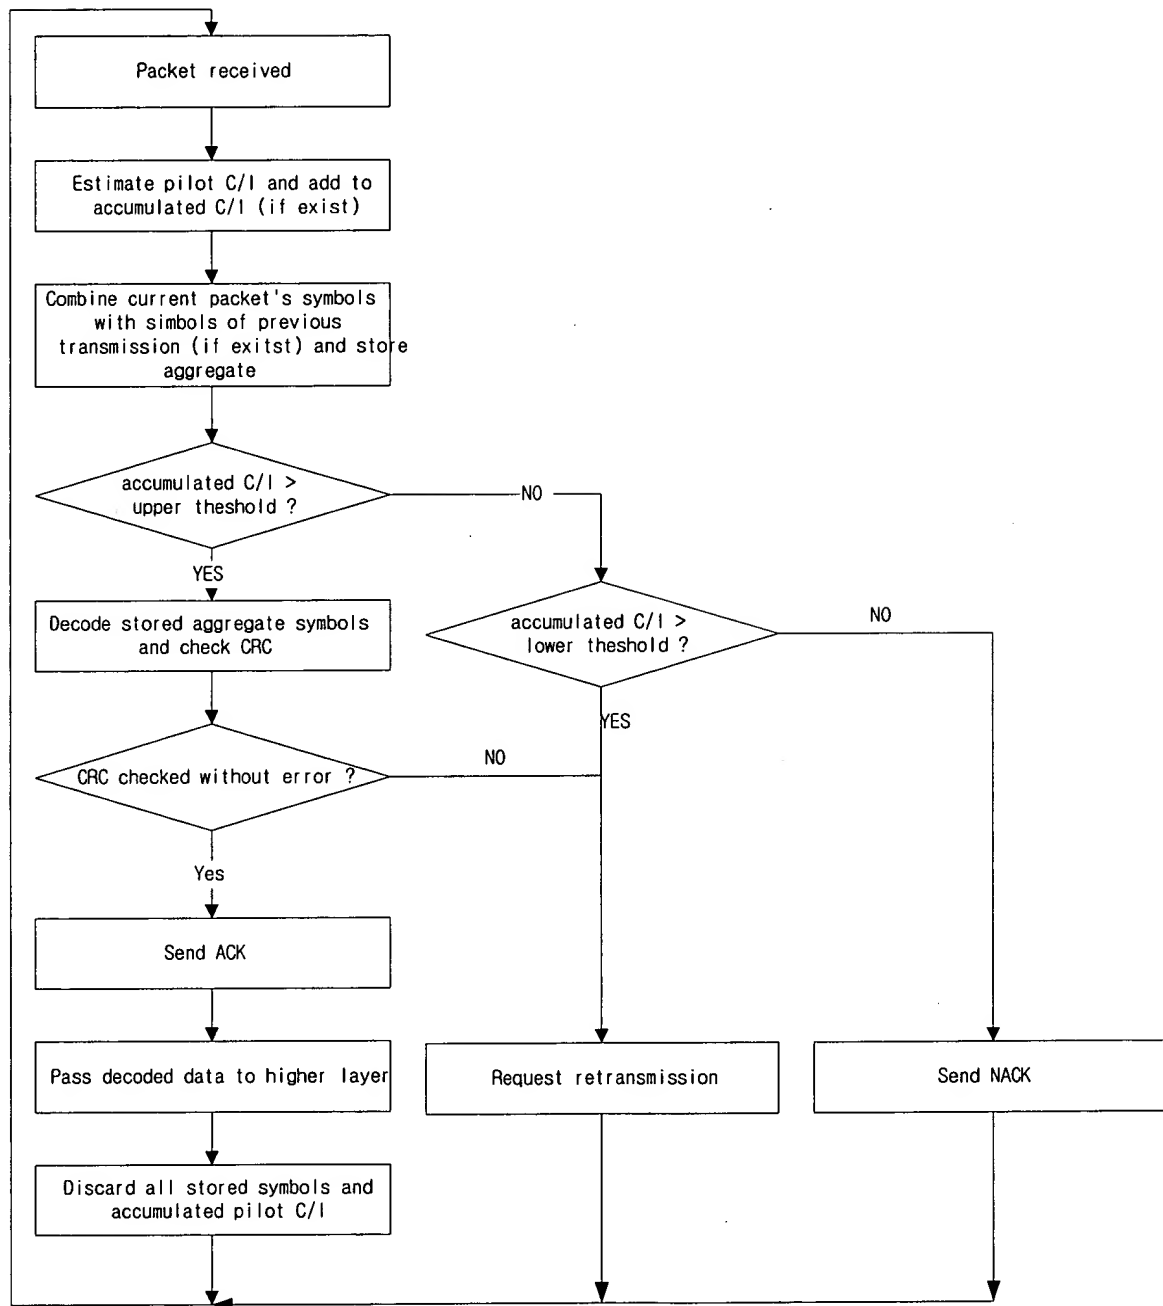 Packet received
Estimate pilot C/I and add to
accumulated C/I (if exist)
Combine current packet's symbols
with simbols of previous
transmission (if exitst) and store
aggregate
accumulated C/I >
upper theshold ?
NO
YES
Decode stored aggregate symbols
and check CRC
accumulated C/I >
lower theshold ?
NO
YES
CRC checked without error ?
NO
Yes
Send ACK
Pass decoded data to higher layer
Request retransmission
Send NACK
Discard all stored symbols and
accumulated pilot C/I